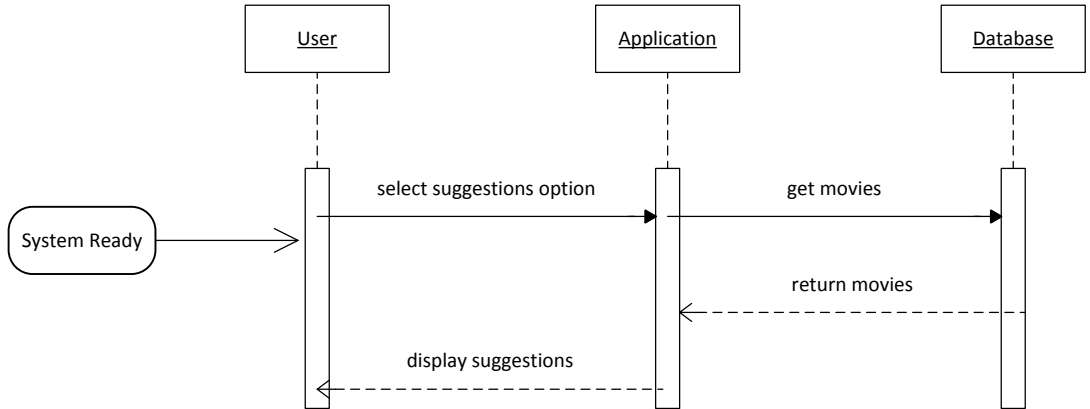 User
Application
Database
select suggestions option
get movies
System Ready
return movies
display suggestions